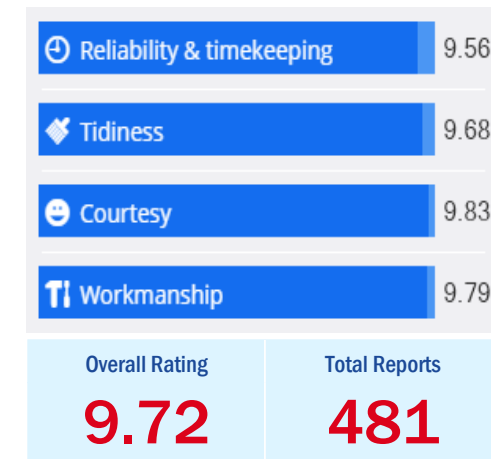 Reliability & timekeeping 9.56
Tidiness 9.68
Courtesy 9.83
Workmanship 9.79
Overall Rating Total Reports
9.72 481